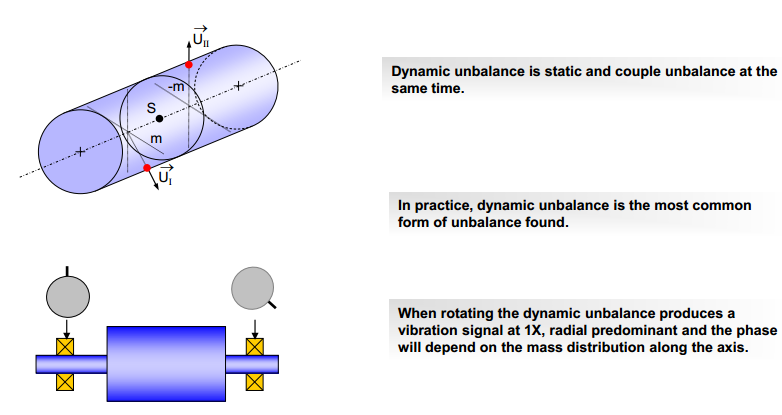 U
II
-m
S
m
U
I
Dynamic unbalance is static and couple unbalance at the
same time.
In practice, dynamic unbalance is the most common
form of unbalance found.
When rotating the dynamic unbalance produces a
vibration signal at 1X, radial predominant and the phase
will depend on the mass distribution along the axis.